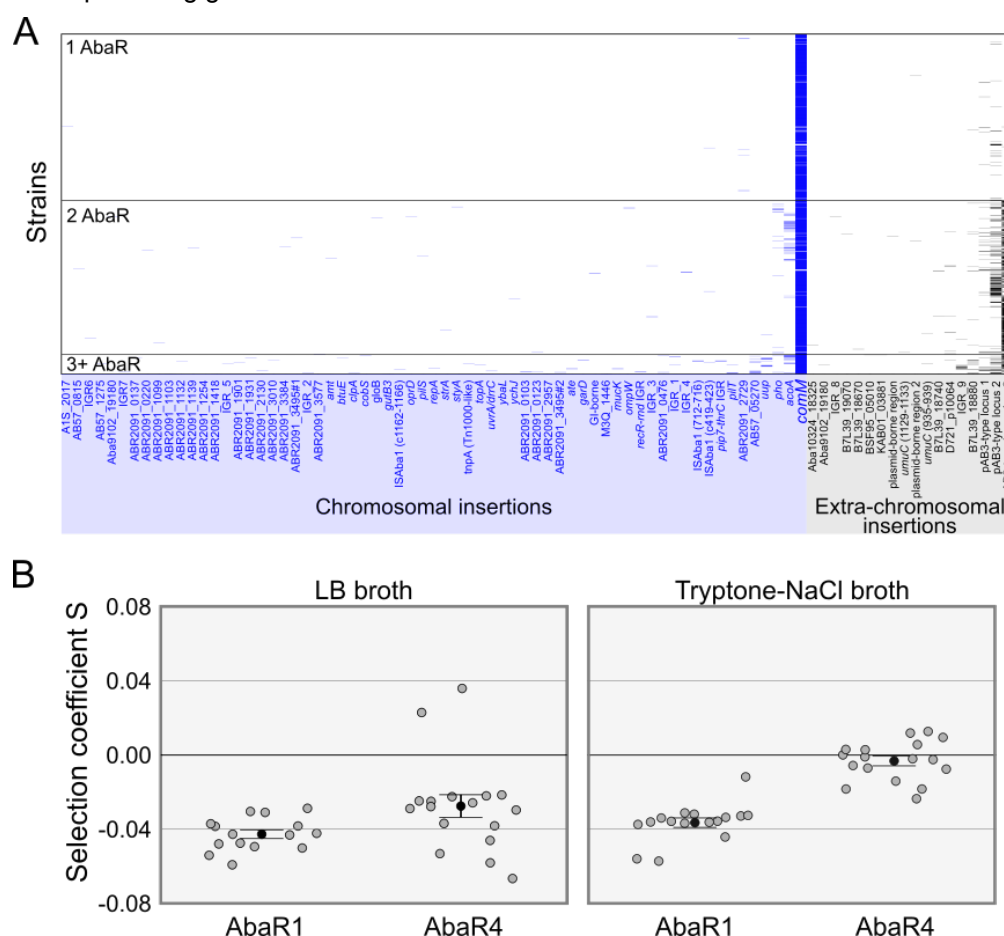 A
Strains
1 AbaR
2 AbaR
3+ AbaR
A1S_2017
AB57_0815
IGR6
AB57_1275
Aba9102_19180
IGR7
ABR2091_0137
ABR2091_0220
ABR2091_1099
ABR2091_1103
ABR2091_1132
ABR2091_1139
ABR2091_1254
ABR2091_1418
IGR_5
ABR2091_1901
ABR2091_1931
ABR2091_2130
ABR2091_3010
ABR2091_3384
ABR2091_3495#1
IGR_2
ABR2091_3577
amt
btuE
clpA
cobS
gloB
gutB3
ISAba1 (c1162-1166)
oprD
pilS
repA
strA
styA
tnpA (Tn1000-like)
topA
uvrA/uvrC
ybaL
ychJ
ABR2091_0103
ABR2091_0123
ABR2091_2657
ABR2091_3495#2
ate
garD
GI-borne
M3Q_1446
mucK
ompW
recR-rnd IGR
IGR_3
ABR2091_0476
IGR_1
IGR_4
ISAba1 (712-716)
ISAba1 (c419-423)
pip7-thrC IGR
pilT
ABR2091_2729
AB57_05270
uup
pho
acoA
comM
Aba10324_18325
Aba9102_19180
IGR_8
B7L39_19070
B7L39_18670
BSF95_05010
KAB01_03881
plasmid-borne region
umuC (1129-1133)
plasmid-borne region 2
umuC (935-939)
B7L39_18740
D721_p10064
IGR_9
B7L39_18880
pAB3-type locus
pAB3-type locus 2
Chromosomal insertions
Extra-chromosomal
insertions
B
LB broth
Tryptone-NaCl broth
Selection coefficient S
0.08
0.04
0.00
-0.04
-0.08
AbaR1
AbaR4
AbaR1
AbaR4